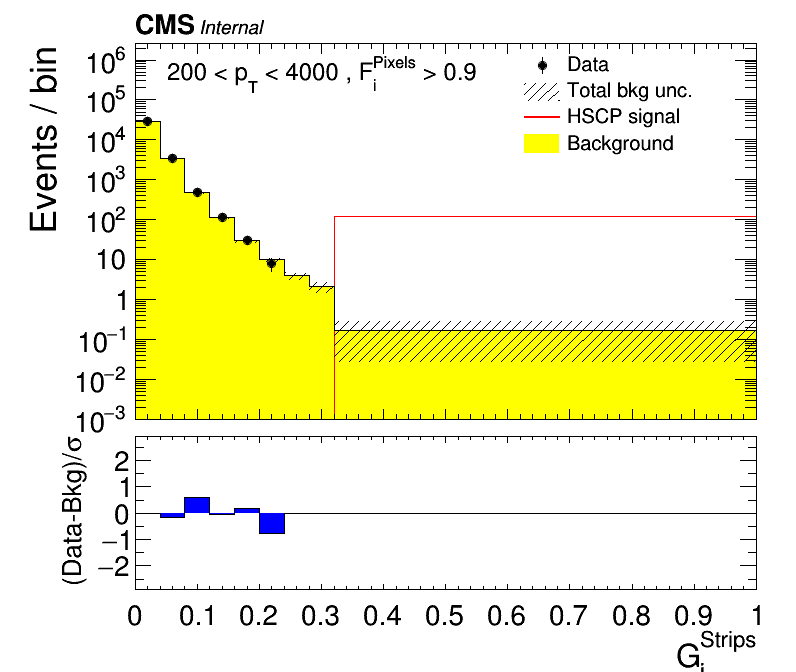 CMS Internal
200 < p_T < 4000 , F_i^Pixels > 0.9
Data
Total bkg unc.
HSCP signal
Background
Events / bin
10^6
10^5
10^4
10^3
10^2
10
1
10^−1
10^−2
10^−3
(Data-Bkg)/σ
2
1
0
−1
−2
0 0.1 0.2 0.3 0.4 0.5 0.6 0.7 0.8 0.9 1
G_i^Strips